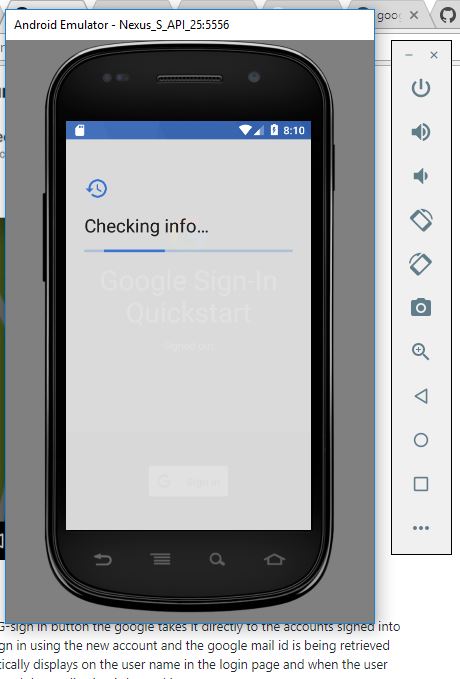 Android Emulator - Nexus_S_API_25:5556
goo
8:10
Checking info...
Google Sign-In
Quickstart
Signed out
Sign in
G-sign in button the google takes it directly to the accounts signed into
gn in using the new account and the google mail id is being retrieved
tically displays on the user name in the login page and when the user